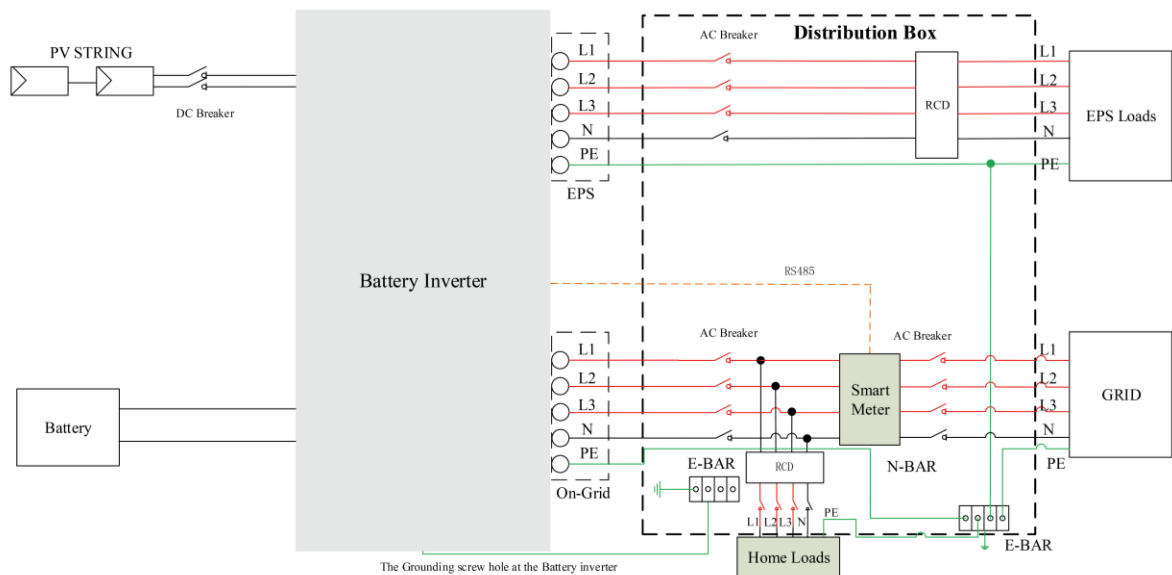 PV STRING
DC Breaker
Battery Inverter
Battery
L1
L2
L3
N
PE
EPS
AC Breaker
Distribution Box
RCD
L1
L2
L3
N
PE
EPS Loads
RS485
L1
L2
L3
N
PE
On-Grid
AC Breaker
AC Breaker
Smart
Meter
L1
L2
L3
N
PE
GRID
E-BAR
RCD
N-BAR
L1
L2
L3
N
PE
Home Loads
E-BAR
The Grounding screw hole at the Battery inverter